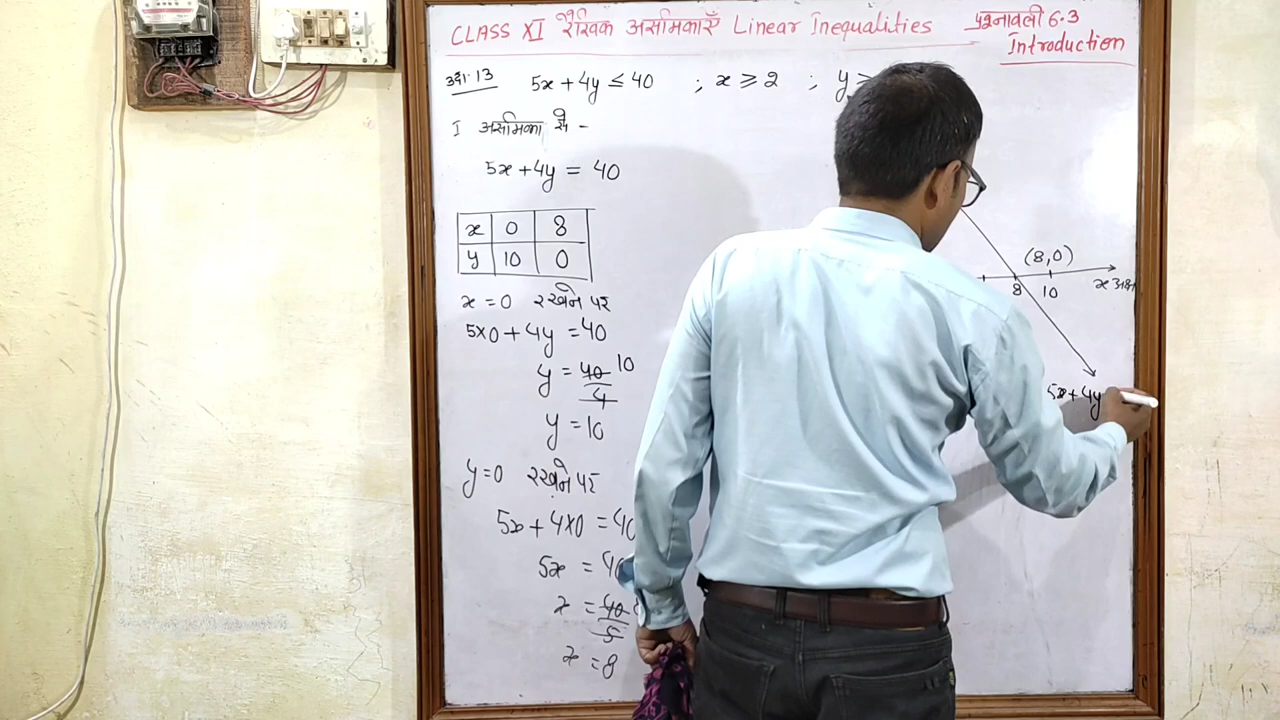 CLASS XI रैखिक असमिकाएँ Linear Inequalities
प्रश्नावली 6.3
Introduction
उदा. 13 5x + 4y ≤ 40 ; x ≥ 2 ; y ≥
I असमिका से -
5x + 4y = 40
x 0 8
y 10 0
x = 0 रखने पर
5×0 + 4y = 40
y = 40/4 10
y = 10
y = 0 रखने पर
5x + 4×0 = 40
5x = 40
x = 40/5 8
x = 8
(8,0)
8 10
x अक्ष
5x + 4y